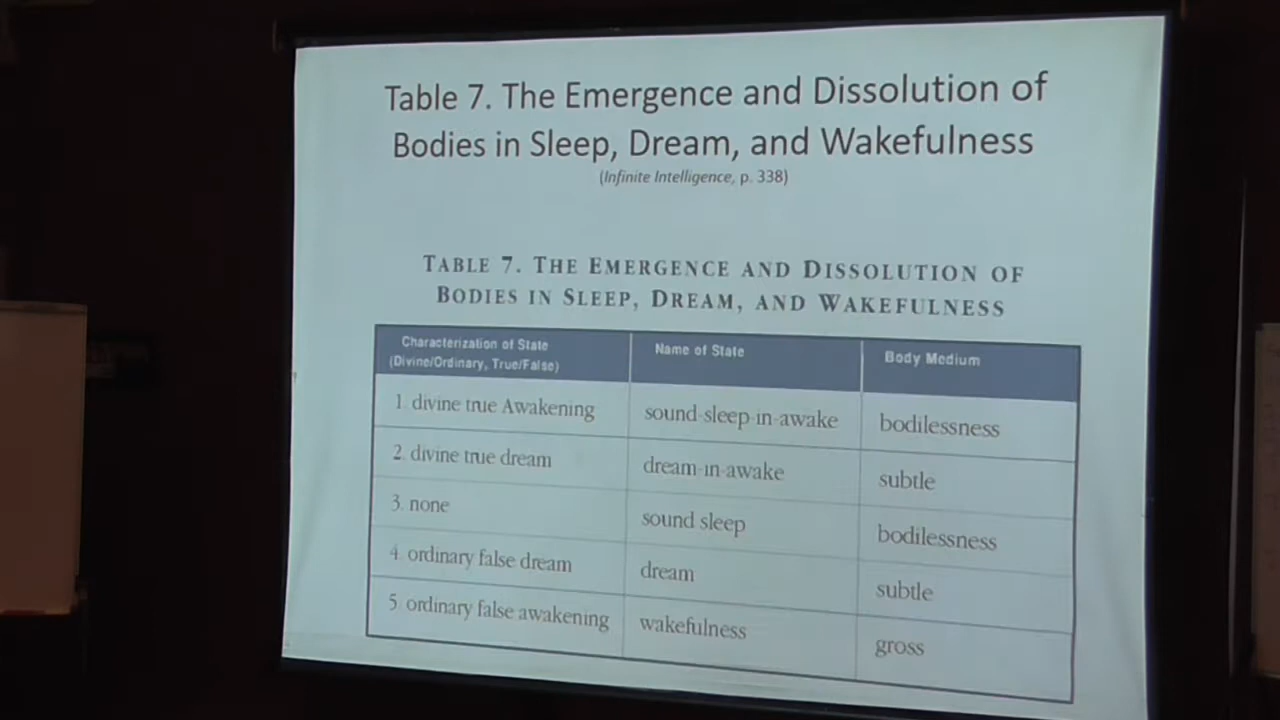 Table 7. The Emergence and Dissolution of
Bodies in Sleep, Dream, and Wakefulness
(Infinite Intelligence, p. 338)
TABLE 7. THE EMERGENCE AND DISSOLUTION OF
BODIES IN SLEEP, DREAM, AND WAKEFULNESS
Characterization of State
(Divine/Ordinary, True/False)
Name of State
Body Medium
1. divine true Awakening
sound-sleep-in-awake
bodilessness
2. divine true dream
dream-in-awake
subtle
3. none
sound sleep
bodilessness
4. ordinary false dream
dream
subtle
5. ordinary false awakening
wakefulness
gross